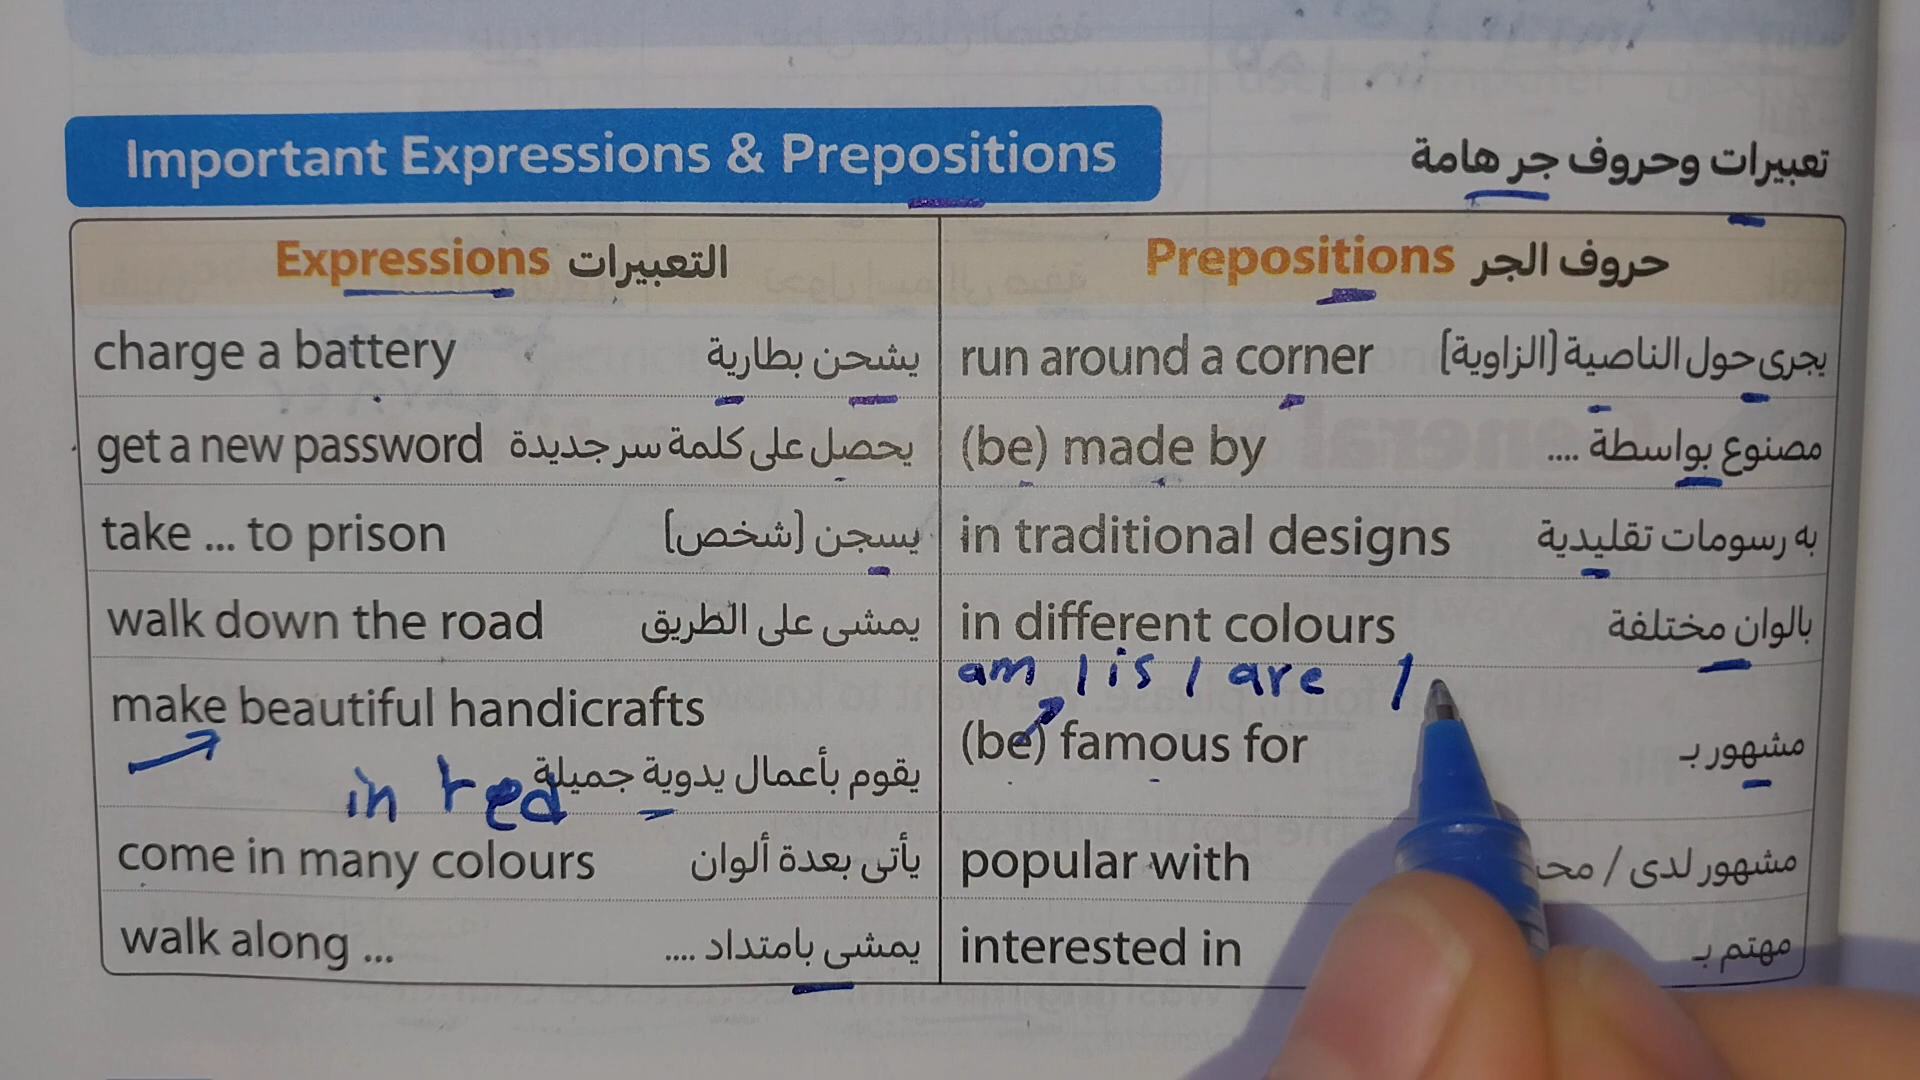 Important Expressions & Prepositions تعبيرات وحروف جر هامة
Expressions التعبيرات
Prepositions حروف الجر
charge a battery يشحن بطارية
run around a corner يجرى حول الناصية (الزاوية)
get a new password يحصل على كلمة سر جديدة
(be) made by مصنوع بواسطة ....
take ... to prison يسجن (شخص)
in traditional designs به رسومات تقليدية
walk down the road يمشى على الطريق
in different colours بالوان مختلفة
am / is / are /
make beautiful handicrafts
يقوم بأعمال يدوية جميلة
in red
(be) famous for مشهور بـ
come in many colours يأتى بعدة ألوان
popular with مشهور لدى /
walk along ... يمشى بامتداد ....
interested in مهتم بـ